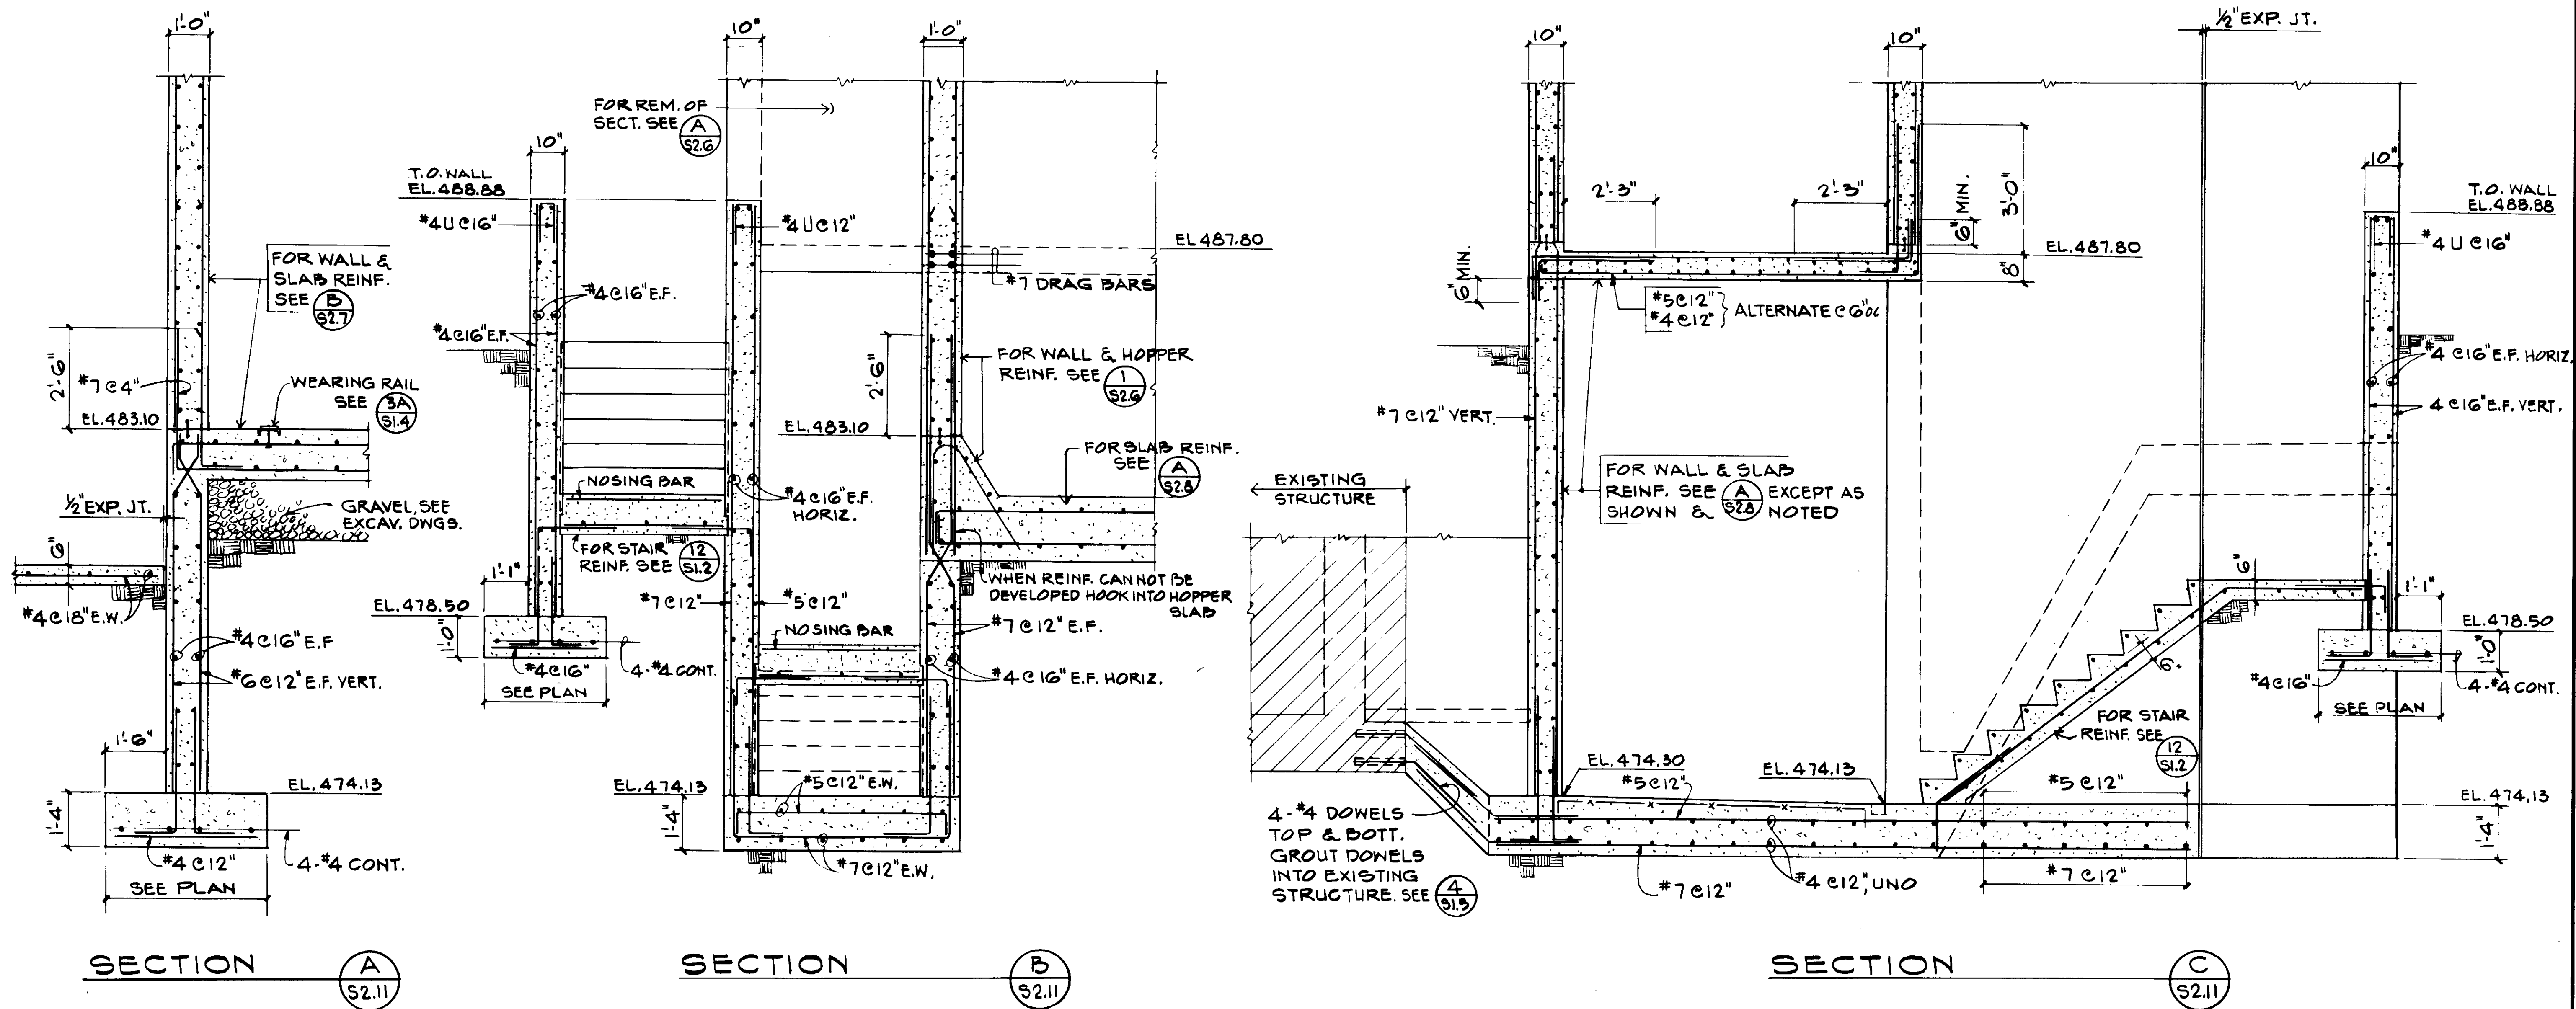 1'-0"
FOR WALL &
SLAB REINF.
SEE B
S2.7
2'-6"
#7 @ 4"
WEARING RAIL
SEE 3A
S1.4
EL. 483.10
1/2" EXP. JT.
GRAVEL, SEE
EXCAV. DWGS.
6"
#4 @ 18" E.W.
#4 @ 16" E.F
#6 @ 12" E.F. VERT.
1'-6"
EL. 474.13
1'-4"
#4 @ 12"
4-#4 CONT.
SEE PLAN
SECTION A
S2.11
10"
1'-0"
FOR REM. OF
SECT. SEE A
S2.6
10"
T.O. WALL
EL. 488.88
#4 U @ 16"
#4 U @ 12"
EL 487.80
#7 DRAG BARS
#4 @ 16" E.F.
#4 @ 16" E.F.
2'-6"
FOR WALL & HOPPER
REINF. SEE 1
S2.6
EL. 483.10
FOR SLAB REINF.
SEE A
S2.8
NOSING BAR
#4 @ 16" E.F.
HORIZ.
FOR STAIR
REINF. SEE 12
S1.2
WHEN REINF. CAN NOT BE
DEVELOPED HOOK INTO HOPPER
SLAB
1'-1"
EL. 478.50
#7 @ 12"
#5 @ 12"
#7 @ 12" E.F.
1'-0"
NOSING BAR
4-#4 CONT.
#4 @ 16"
SEE PLAN
#4 @ 16" E.F. HORIZ.
EL. 474.13
#5 @ 12" E.W.
1'-4"
#7 @ 12" E.W.
SECTION B
S2.11
1/2" EXP. JT.
10"
10"
2'-3"
2'-3"
6" MIN.
3'-0"
10"
T.O. WALL
EL. 488.88
#4 U @ 16"
EL. 487.80
6" MIN.
8"
#5 @ 12"
#4 @ 12" ALTERNATE @ 6" OC
#4 @ 16" E.F. HORIZ.
4 @ 16" E.F. VERT.
#7 @ 12" VERT.
FOR WALL & SLAB
REINF. SEE A EXCEPT AS
SHOWN & S2.8 NOTED
EXISTING
STRUCTURE
6"
1'-1"
EL. 478.50
1'-0"
6"
#4 @ 16"
4-#4 CONT.
SEE PLAN
FOR STAIR
REINF. SEE 12
S1.2
EL. 474.30
#5 @ 12"
EL. 474.13
#5 @ 12"
EL. 474.13
1'-4"
4-#4 DOWELS
TOP & BOTT.
GROUT DOWELS
INTO EXISTING
STRUCTURE. SEE 4
S1.5
#7 @ 12"
#4 @ 12", UNO
#7 @ 12"
SECTION C
S2.11